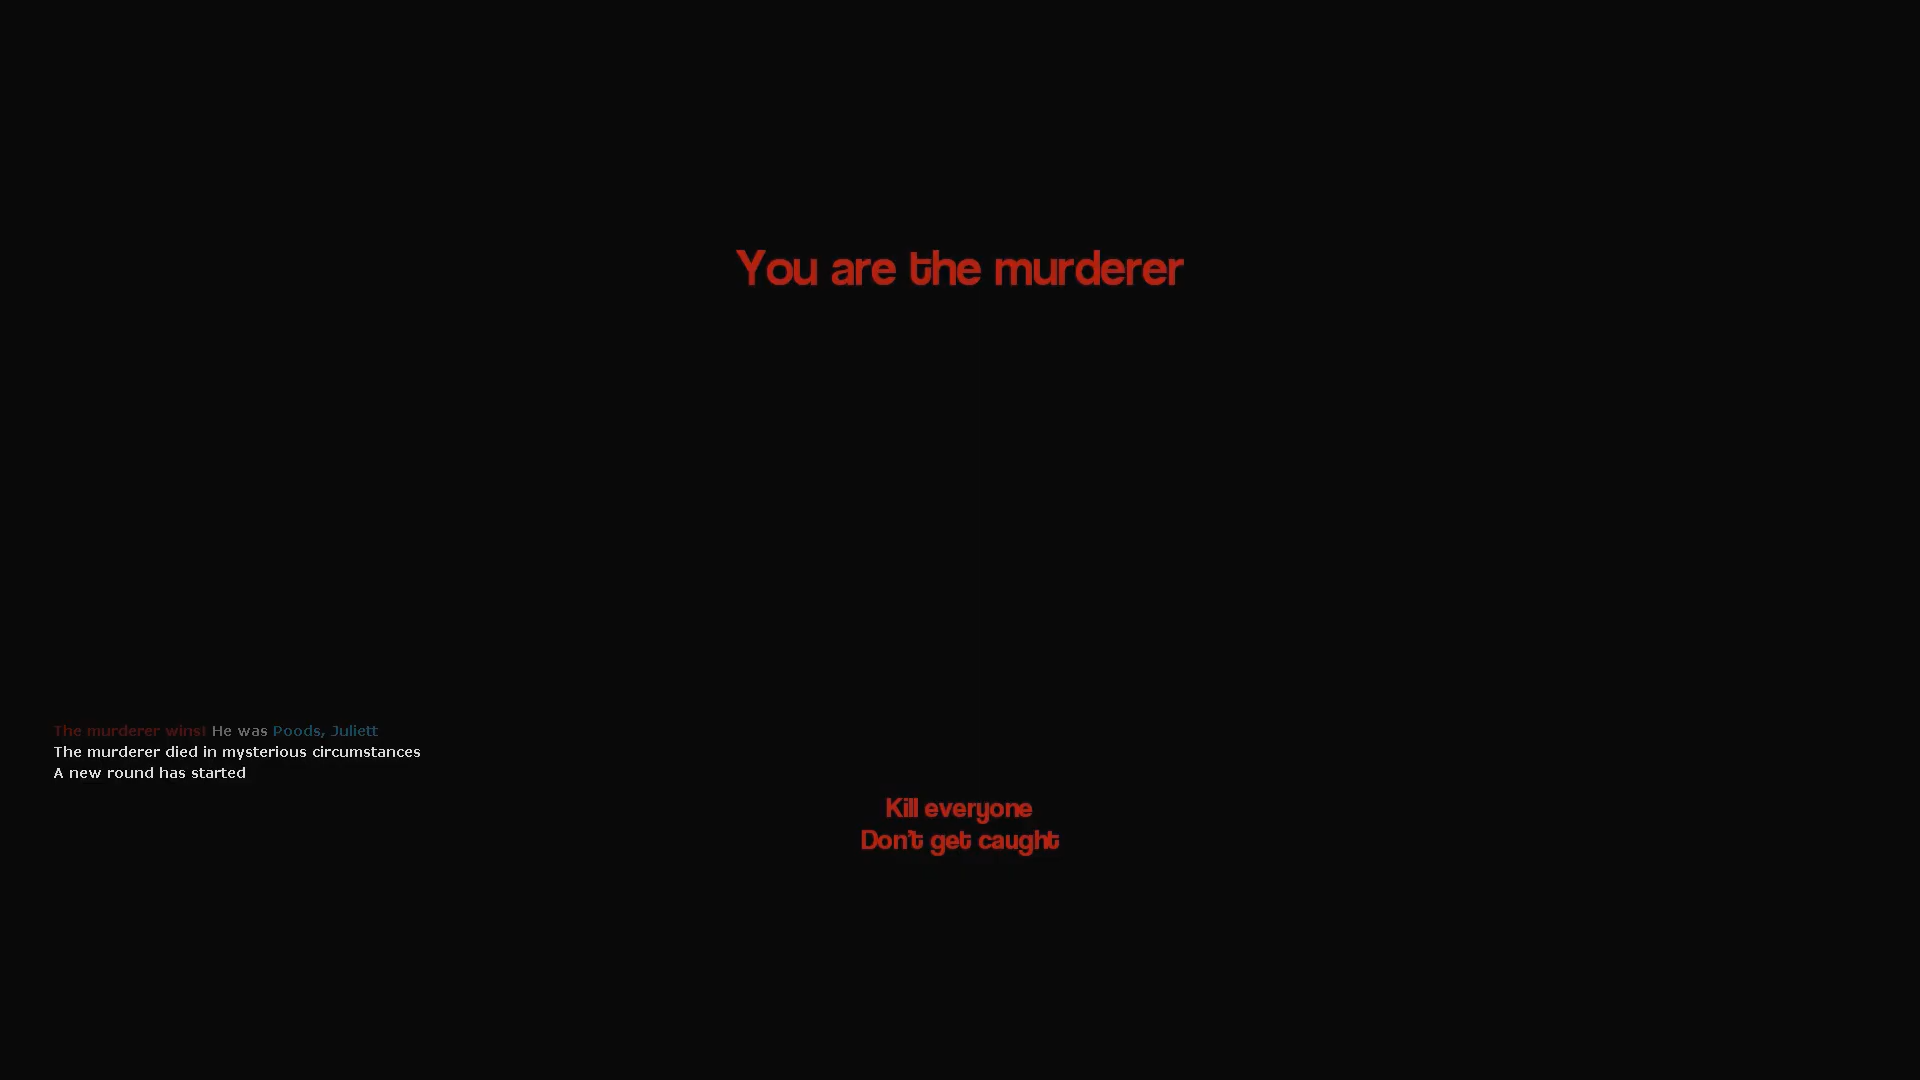 You are the murderer
The murderer wins! He was Poods, Juliett
The murderer died in mysterious circumstances
A new round has started
Kill everyone
Don't get caught